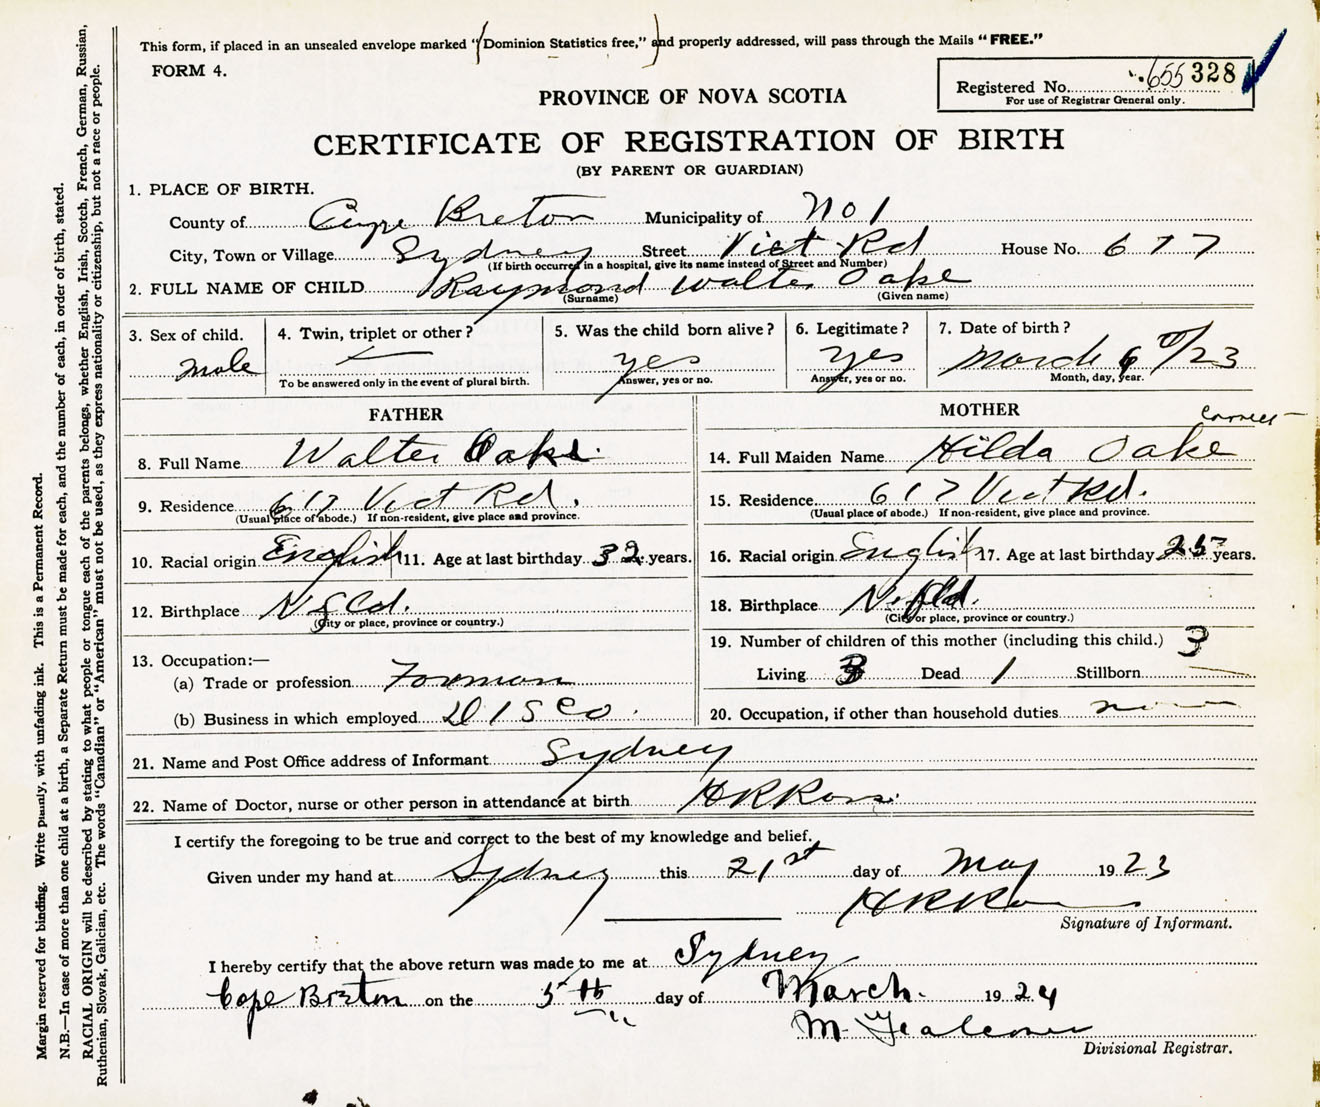 This form, if placed in an unsealed envelope marked "Dominion Statistics free," and properly addressed, will pass through the Mails "FREE."
FORM 4.
Registered No. 655 328
For use of Registrar General only.
PROVINCE OF NOVA SCOTIA
CERTIFICATE OF REGISTRATION OF BIRTH
(BY PARENT OR GUARDIAN)
1. PLACE OF BIRTH.
County of Cape Breton Municipality of No 1
City, Town or Village Sydney Street Vict Rd House No. 677
(If birth occurred in a hospital, give its name instead of Street and Number)
2. FULL NAME OF CHILD Raymond Walter Oake
(Surname) (Given name)
3. Sex of child. 4. Twin, triplet or other? 5. Was the child born alive? 6. Legitimate? 7. Date of birth?
male — yes yes March 6th/23
To be answered only in the event of plural birth. Answer, yes or no. Answer, yes or no. Month, day, year.
FATHER MOTHER
Correct
8. Full Name Walter Oake. 14. Full Maiden Name Hilda Oake
9. Residence 617 Vict Rd. 15. Residence 617 Vict Rd.
(Usual place of abode.) If non-resident, give place and province. (Usual place of abode.) If non-resident, give place and province.
10. Racial origin English 11. Age at last birthday 32 years. 16. Racial origin English 17. Age at last birthday 25 years.
12. Birthplace Nfld. 18. Birthplace Nfld.
(City or place, province or country.) (City or place, province or country.)
19. Number of children of this mother (including this child.) 3
13. Occupation:—
(a) Trade or profession Forman Living 3 Dead 1 Stillborn —
(b) Business in which employed DISCo. 20. Occupation, if other than household duties
21. Name and Post Office address of Informant Sydney
22. Name of Doctor, nurse or other person in attendance at birth HRRoss.
I certify the foregoing to be true and correct to the best of my knowledge and belief.
Given under my hand at Sydney this 21st day of May 1923
HRRoss
Signature of Informant.
I hereby certify that the above return was made to me at Sydney
Cape Breton on the 5th day of March. 1924
M.
Divisional Registrar.
Margin reserved for binding. Write plainly, with unfading ink. This is a Permanent Record.
N.B.—In case of more than one child at a birth, a Separate Return must be made for each, and the number of each, in order of birth, stated.
RACIAL ORIGIN will be described by stating to what people or tongue each of the parents belongs, whether English, Irish, Scotch, French, German, Russian,
Ruthenian, Slovak, Galician, etc. The words "Canadian" or "American" must not be used, as they express nationality or citizenship, but not a race or people.